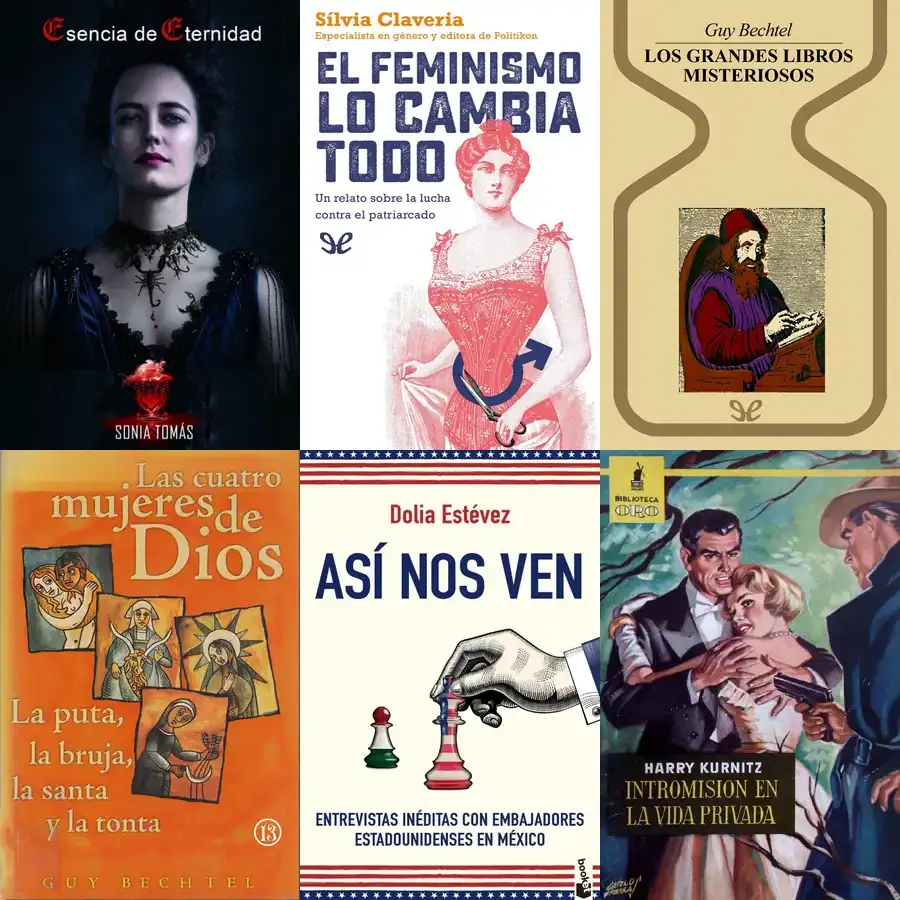 Esencia de Eternidad
SONIA TOMÁS
Sílvia Claveria
Especialista en género y editora de Politikon
EL FEMINISMO
LO CAMBIA
TODO
Un relato sobre la lucha
contra el patriarcado
Guy Bechtel
LOS GRANDES LIBROS
MISTERIOSOS
Las cuatro
mujeres de
Dios
La puta,
la bruja,
la santa
y la tonta
13
GUY BECHTEL
Dolia Estévez
ASÍ NOS VEN
ENTREVISTAS INÉDITAS CON EMBAJADORES
ESTADOUNIDENSES EN MÉXICO
booket
BIBLIOTECA
ORO
HARRY KURNITZ
INTROMISION EN
LA VIDA PRIVADA